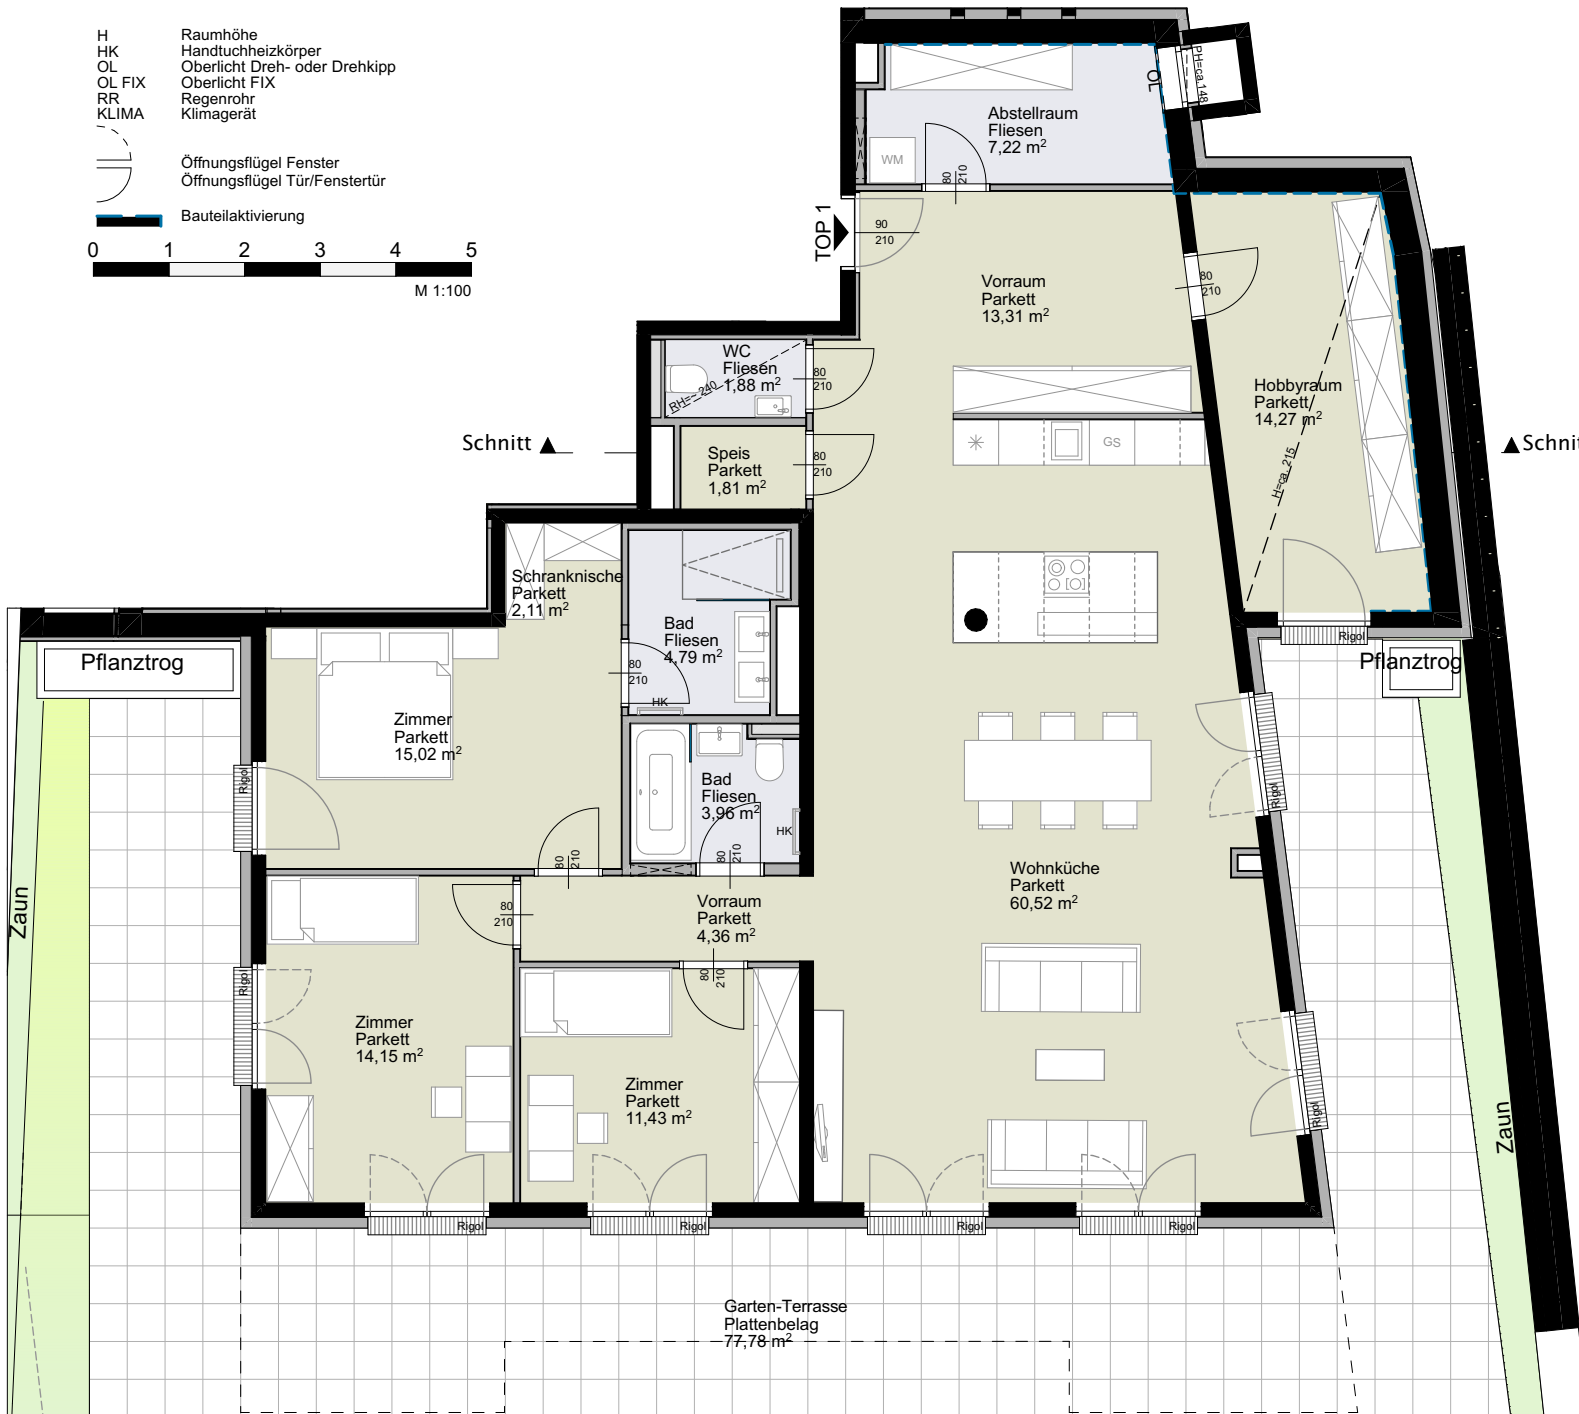 H Raumhöhe
HK Handtuchheizkörper
OL Oberlicht Dreh- oder Drehkipp
OL FIX Oberlicht FIX
RR Regenrohr
KLIMA Klimagerät
Öffnungsflügel Fenster
Öffnungsflügel Tür/Fenstertür
Bauteilaktivierung
0 1 2 3 4 5
M 1:100
OL
PH=ca.148
Abstellraum
Fliesen
7,22 m²
WM
80
210
TOP 1
90
210
Vorraum
Parkett
13,31 m²
80
210
WC
Fliesen
1,88 m²
RH=~ 240
80
210
Hobbyraum
Parkett
14,27 m²
H=ca. 215
GS
Schnitt
Schnit
Speis
Parkett
1,81 m²
80
210
Schranknische
Parkett
2,11 m²
Bad
Fliesen
4,79 m²
80
210
HK
Rigol
Pflanztrog
Pflanztrog
Zimmer
Parkett
15,02 m²
Rigol
Bad
Fliesen
3,96 m²
HK
80
210
80
210
Rigol
Wohnküche
Parkett
60,52 m²
Zaun
80
210
Vorraum
Parkett
4,36 m²
80
210
Rigol
Zimmer
Parkett
14,15 m²
Zimmer
Parkett
11,43 m²
Rigol
Zaun
Rigol
Rigol
Rigol
Rigol
Garten-Terrasse
Plattenbelag
77,78 m²